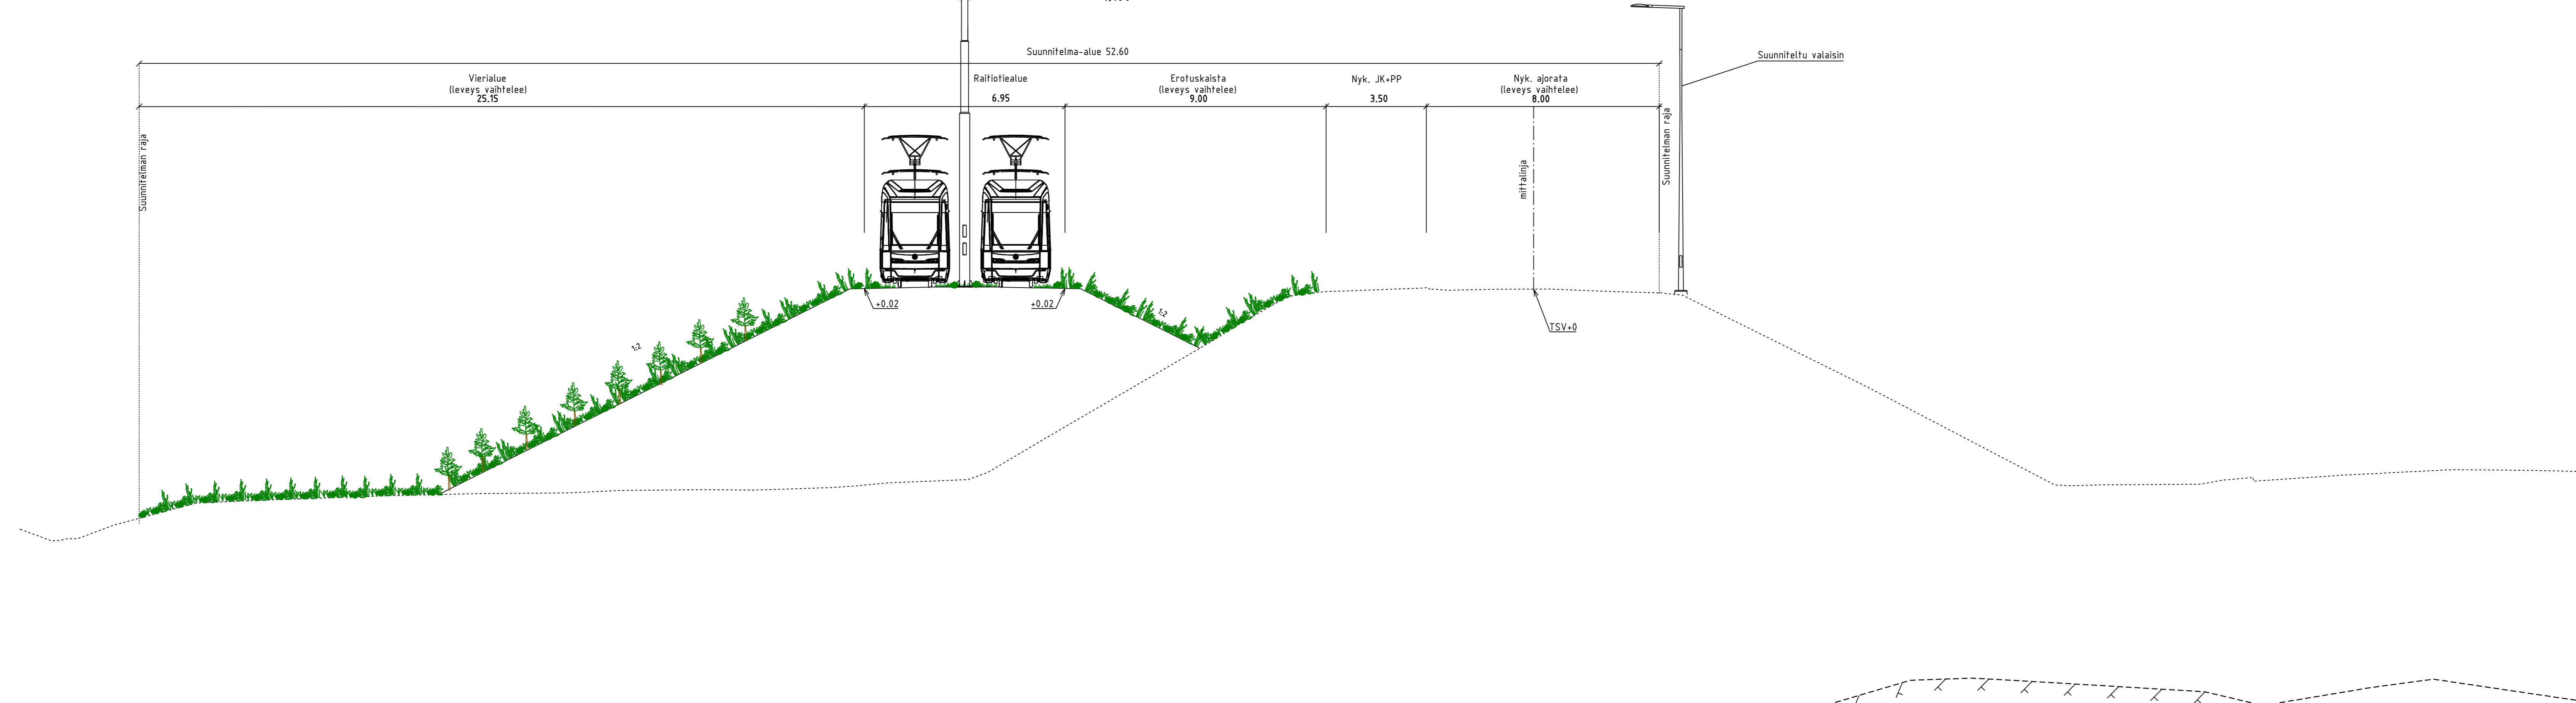 Suunnitelma-alue 52.60
Suunniteltu valaisin
Vierialue
(leveys vaihtelee)
25.15
Raitiotiealue
6.95
Erotuskaista
(leveys vaihtelee)
9.00
Nyk. JK+PP
3.50
Nyk. ajorata
(leveys vaihtelee)
8.00
Suunnitelman raja
mittalinja
Suunnitelman raja
+0.02
+0.02
1:2
1:2
TSV+0